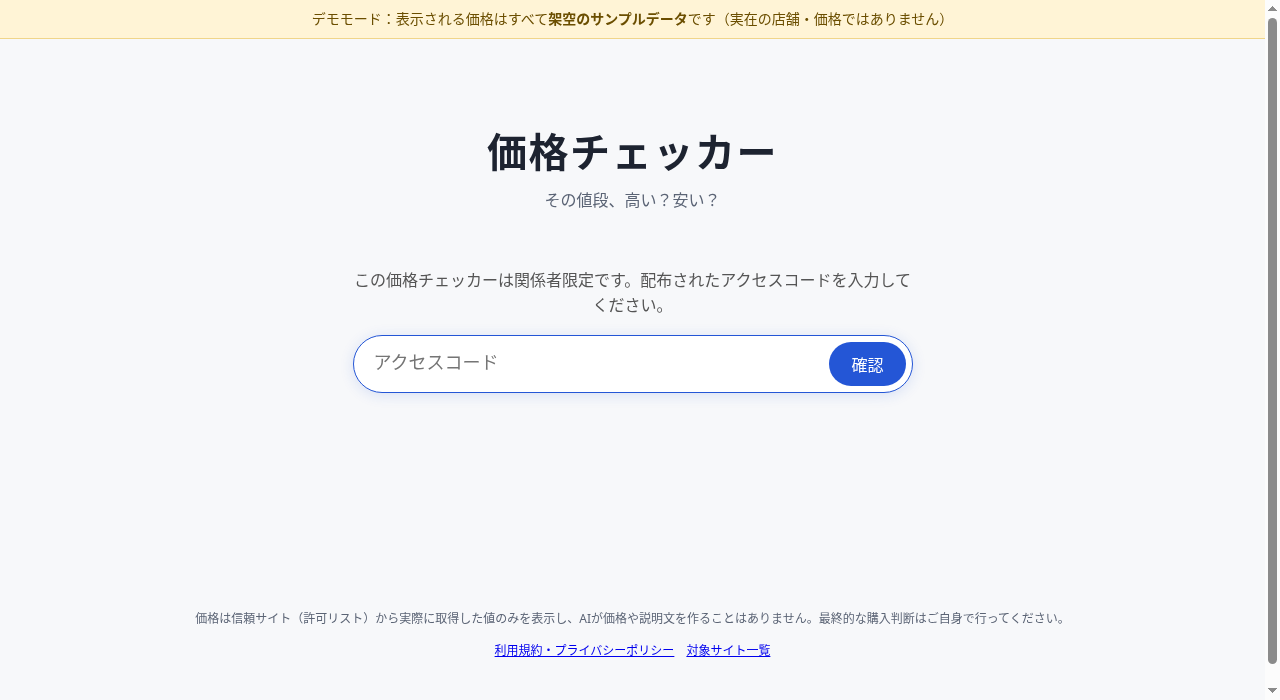 デモモード：表示される価格はすべて架空のサンプルデータです（実在の店舗・価格ではありません）
価格チェッカー
その値段、高い？安い？
この価格チェッカーは関係者限定です。配布されたアクセスコードを入力して
ください。
アクセスコード
確認
価格は信頼サイト（許可リスト）から実際に取得した値のみを表示し、AIが価格や説明文を作ることはありません。最終的な購入判断はご自身で行ってください。
利用規約・プライバシーポリシー 対象サイト一覧